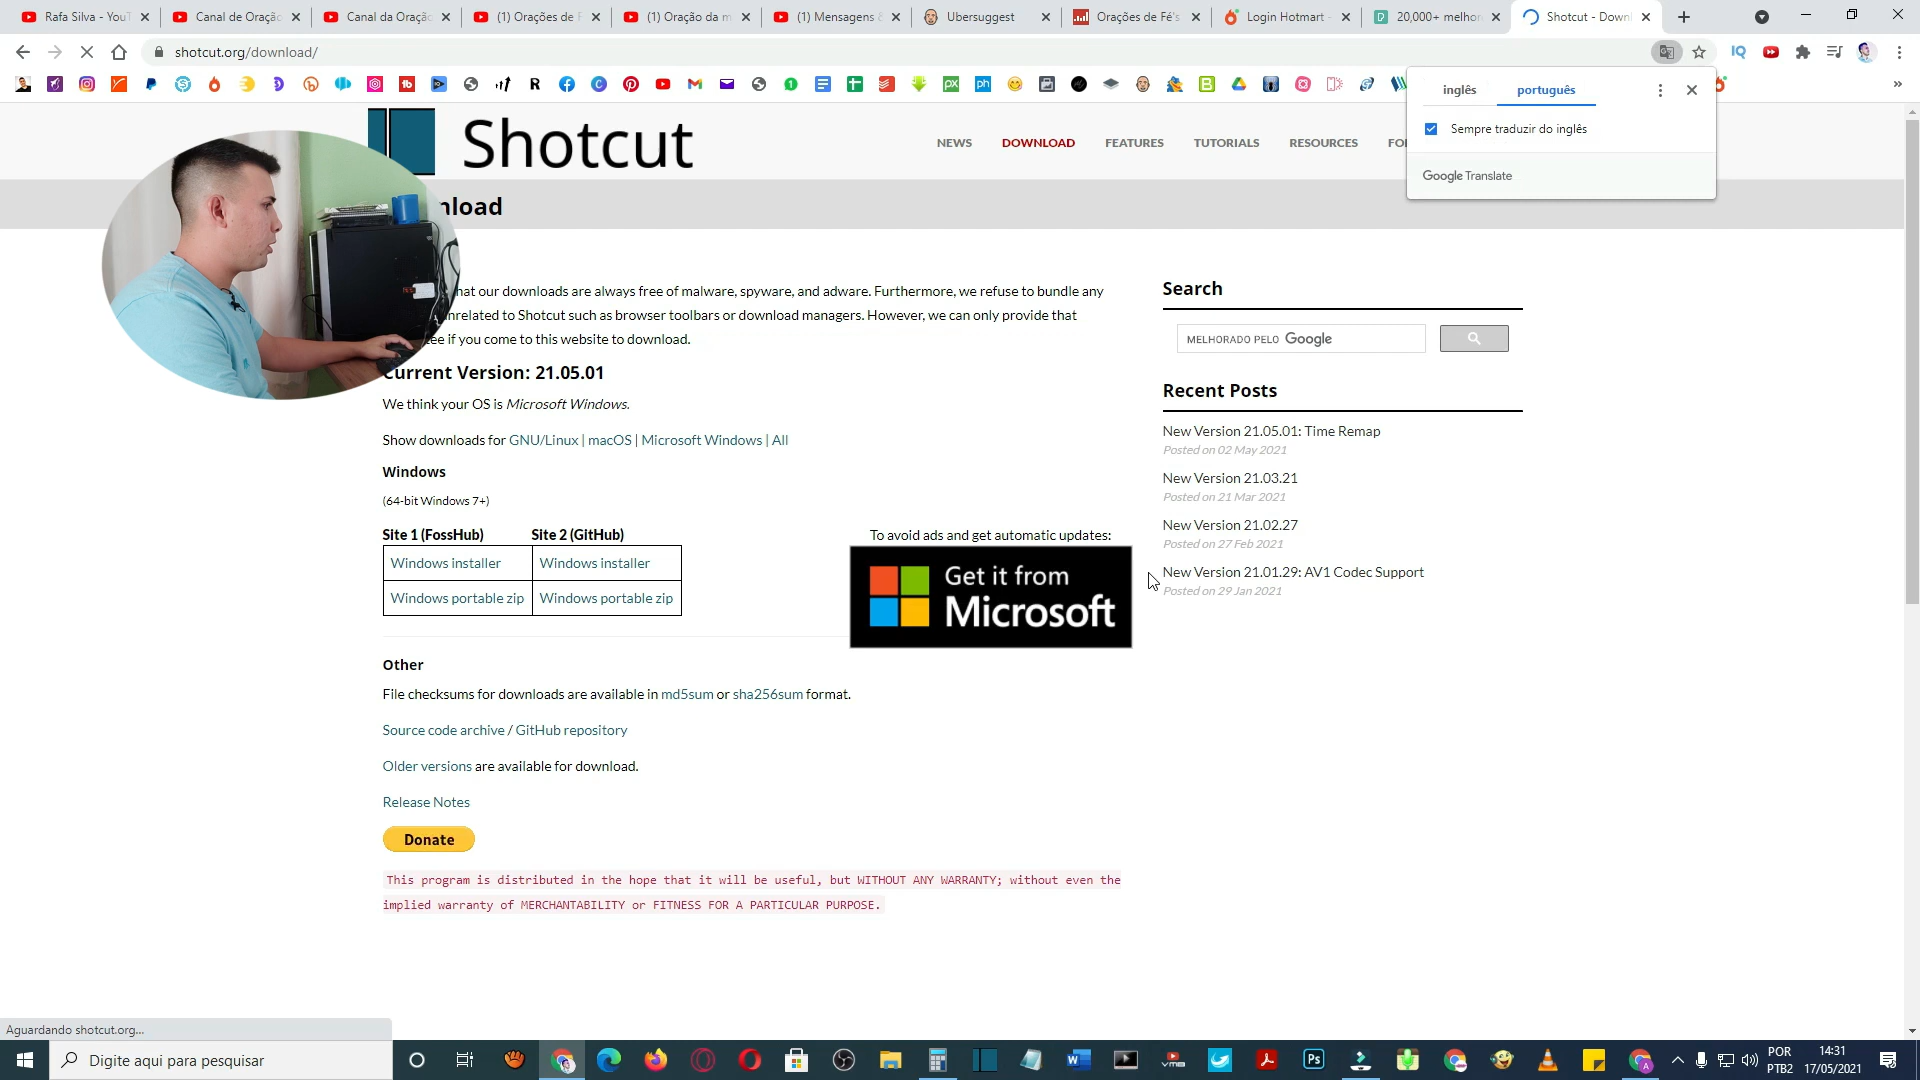 Rafa Silva - YouT
Canal de Oração
Canal da Oração
(1) Orações de F
(1) Oração da m
(1) Mensagens &
Ubersuggest
Orações de Fé's
Login Hotmart -
20,000+ melhor
Shotcut - Down
shotcut.org/download/
inglês português
Sempre traduzir do inglês
Google Translate
Shotcut
NEWS DOWNLOAD FEATURES TUTORIALS RESOURCES FO
nload
hat our downloads are always free of malware, spyware, and adware. Furthermore, we refuse to bundle any
nrelated to Shotcut such as browser toolbars or download managers. However, we can only provide that
ee if you come to this website to download.
Current Version: 21.05.01
We think your OS is Microsoft Windows.
Show downloads for GNU/Linux | macOS | Microsoft Windows | All
Windows
(64-bit Windows 7+)
Site 1 (FossHub) Site 2 (GitHub)
Windows installer Windows installer
Windows portable zip Windows portable zip
To avoid ads and get automatic updates:
Get it from
Microsoft
Other
File checksums for downloads are available in md5sum or sha256sum format.
Source code archive / GitHub repository
Older versions are available for download.
Release Notes
Donate
This program is distributed in the hope that it will be useful, but WITHOUT ANY WARRANTY; without even the
implied warranty of MERCHANTABILITY or FITNESS FOR A PARTICULAR PURPOSE.
Search
MELHORADO PELO Google
Recent Posts
New Version 21.05.01: Time Remap
Posted on 02 May 2021
New Version 21.03.21
Posted on 21 Mar 2021
New Version 21.02.27
Posted on 27 Feb 2021
New Version 21.01.29: AV1 Codec Support
Posted on 29 Jan 2021
Aguardando shotcut.org...
Digite aqui para pesquisar
POR
PTB2
14:31
17/05/2021